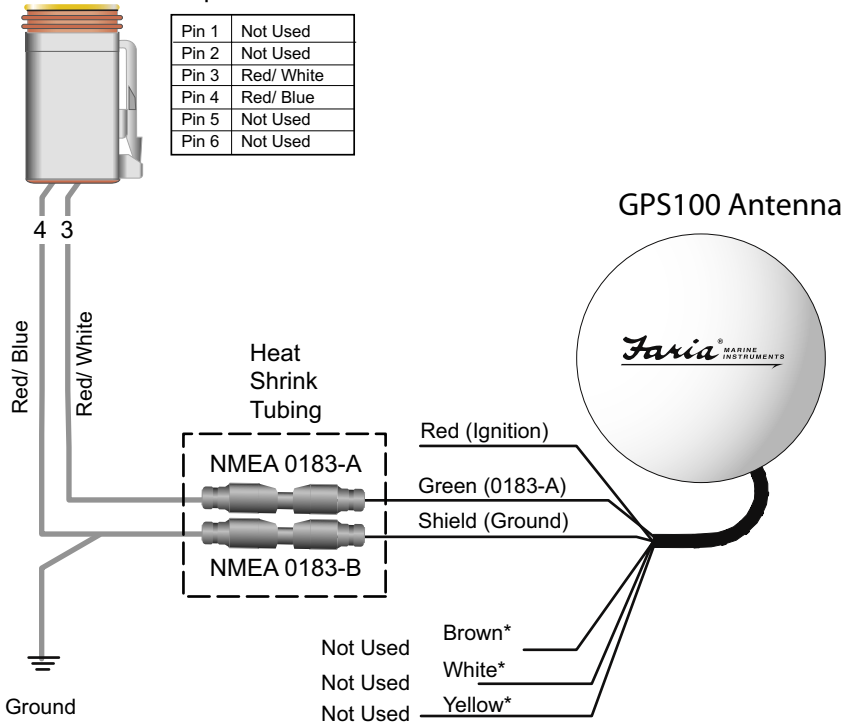 Pin 1 Not Used
Pin 2 Not Used
Pin 3 Red/ White
Pin 4 Red/ Blue
Pin 5 Not Used
Pin 6 Not Used
GPS100 Antenna
4 3
Red/ Blue
Red/ White
Faria® MARINE INSTRUMENTS
Heat
Shrink
Tubing
Red (Ignition)
NMEA 0183-A
Green (0183-A)
Shield (Ground)
NMEA 0183-B
Not Used Brown*
Not Used White*
Not Used Yellow*
Ground